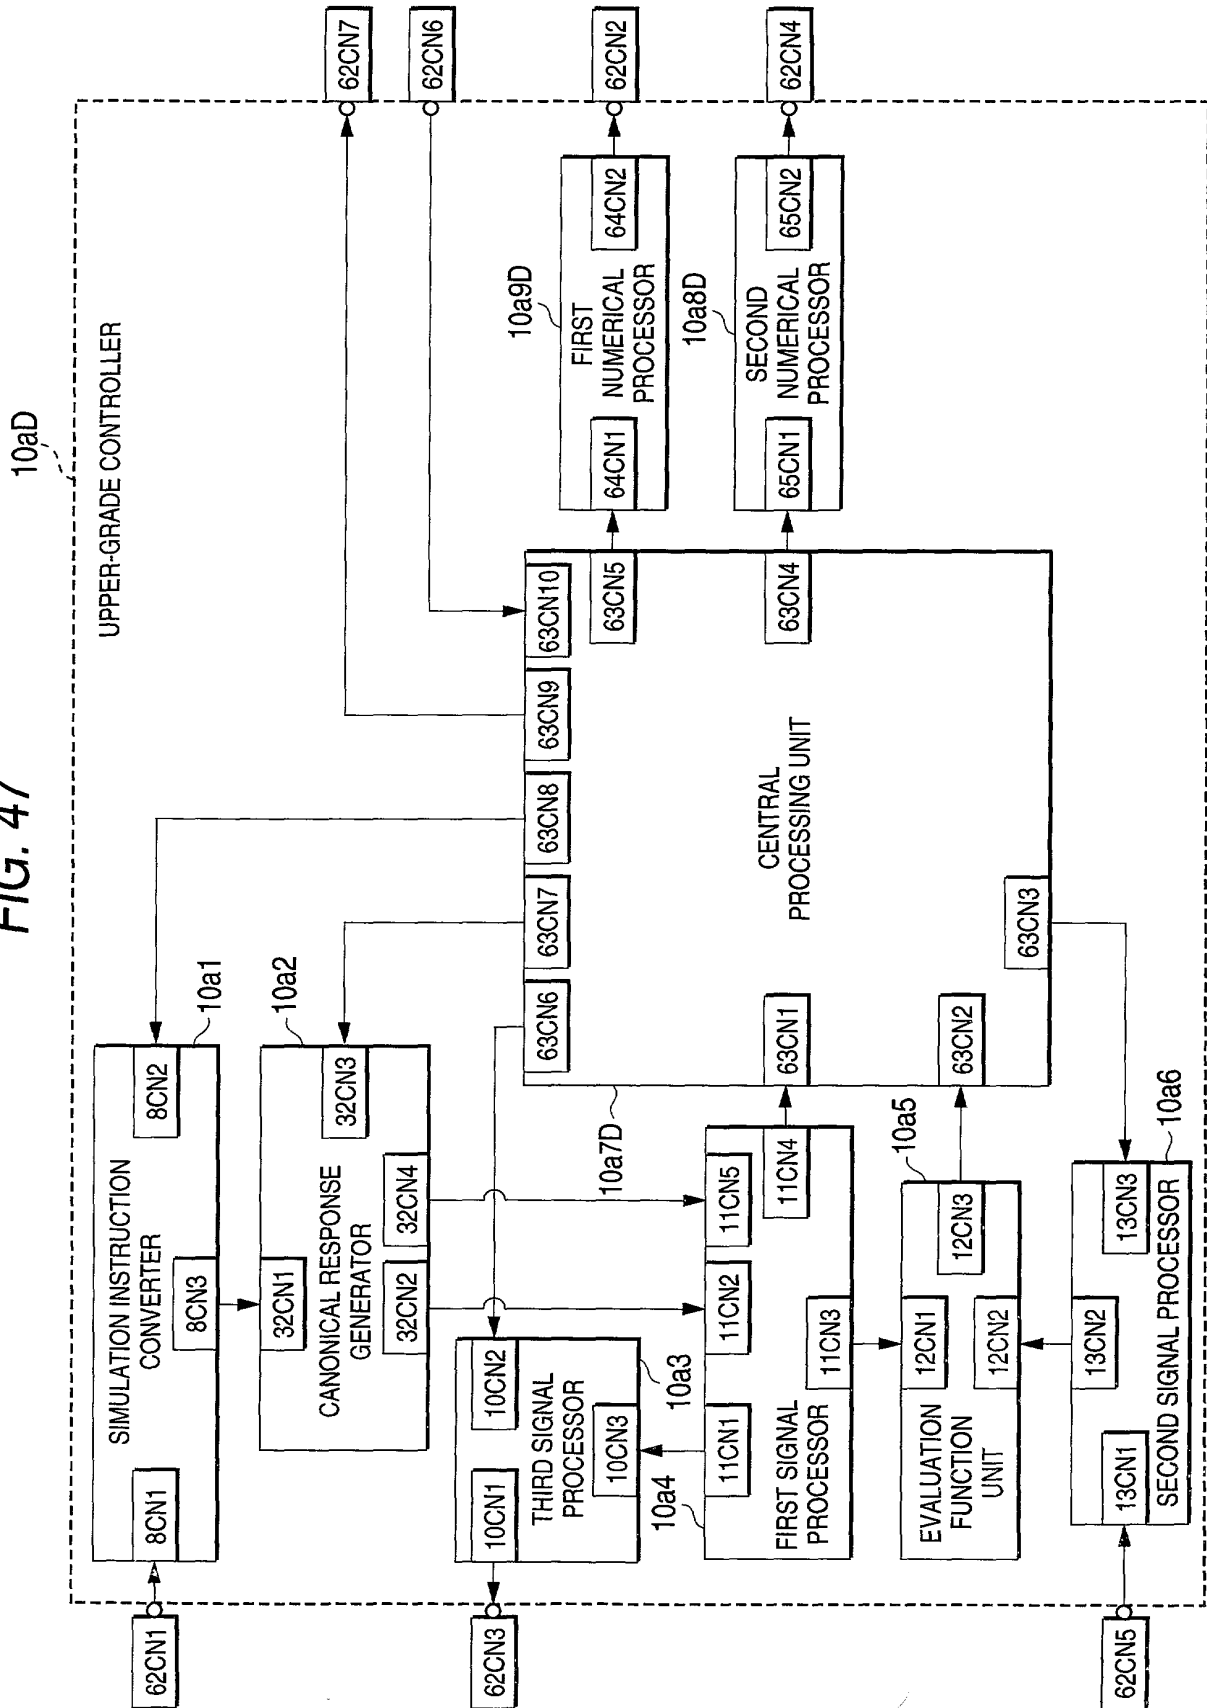 FIG. 47
10aD
UPPER-GRADE CONTROLLER
62CN1
8CN1
SIMULATION INSTRUCTION
CONVERTER
8CN3
8CN2
10a1
32CN1
CANONICAL RESPONSE
GENERATOR
32CN2
32CN4
32CN3
10a2
62CN3
10CN1
THIRD SIGNAL
PROCESSOR
10CN2
10CN3
10a3
10a4
11CN1
11CN2
11CN5
FIRST SIGNAL
PROCESSOR
11CN3
11CN4
EVALUATION
FUNCTION
UNIT
12CN1
12CN2
12CN3
10a5
62CN5
13CN1
13CN2
13CN3
SECOND SIGNAL PROCESSOR
10a6
10a7D
63CN6
63CN7
63CN8
63CN9
63CN10
63CN1
63CN2
63CN3
CENTRAL
PROCESSING UNIT
63CN5
63CN4
10a9D
64CN1
FIRST
NUMERICAL
PROCESSOR
64CN2
10a8D
65CN1
SECOND
NUMERICAL
PROCESSOR
65CN2
62CN7
62CN6
62CN2
62CN4